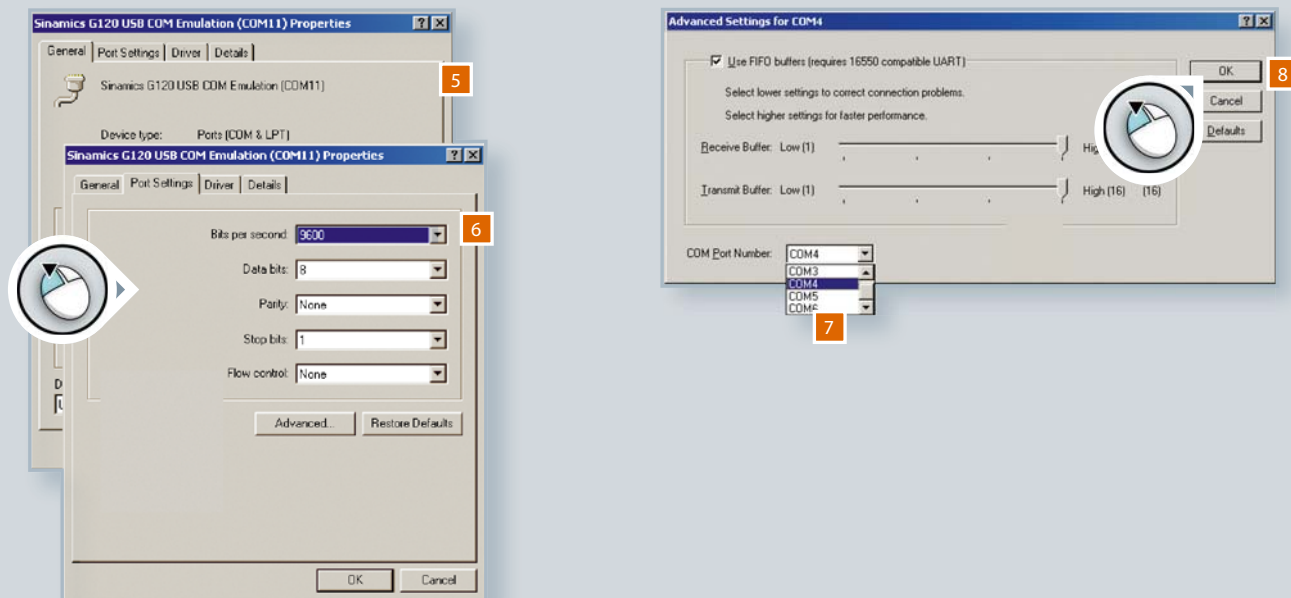 Sinamics G120 USB COM Emulation (COM11) Properties
General Port Settings Driver Details
5
Sinamics G120 USB COM Emulation (COM11)
Device type: Ports (COM & LPT)
Sinamics G120 USB COM Emulation (COM11) Properties
General Port Settings Driver Details
6
Bits per second: 9600
Data bits: 8
Parity: None
Stop bits: 1
Flow control: None
Advanced... Restore Defaults
OK Cancel
Advanced Settings for COM4
Use FIFO buffers (requires 16550 compatible UART)
OK
8
Select lower settings to correct connection problems.
Cancel
Select higher settings for faster performance.
Defaults
Receive Buffer: Low (1)
Transmit Buffer: Low (1) High (16) (16)
COM Port Number: COM4
COM3
COM4
COM5
COM6
7